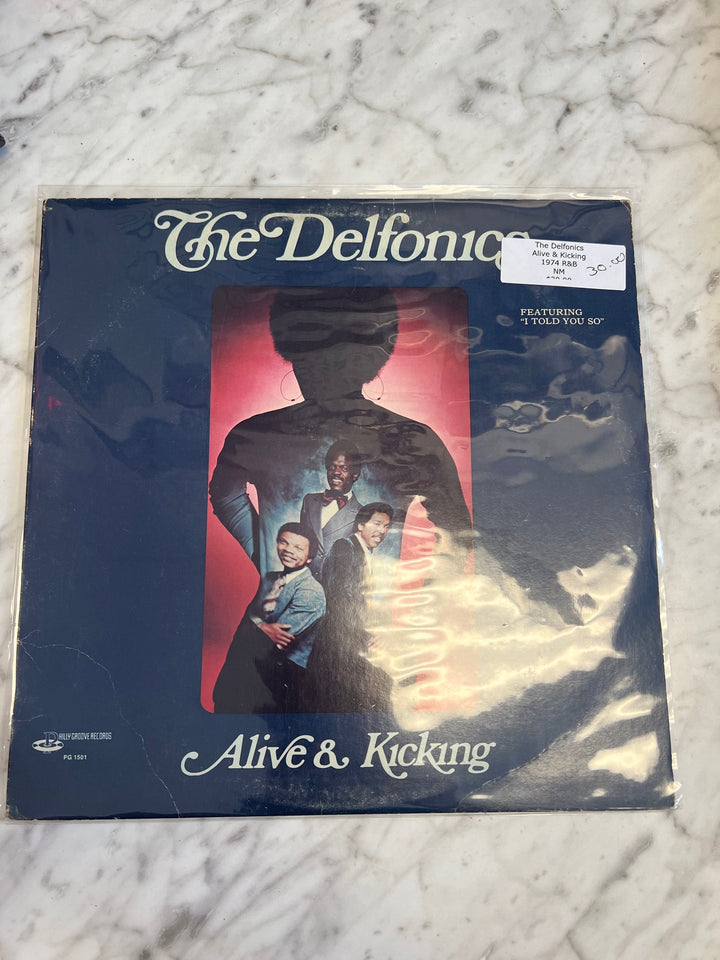 The Delfonics
The Delfonics
Alive & Kicking
1974 R&B
NM
30.00
FEATURING
"I TOLD YOU SO"
PHILLY GROOVE RECORDS
PG 1501
Alive & Kicking